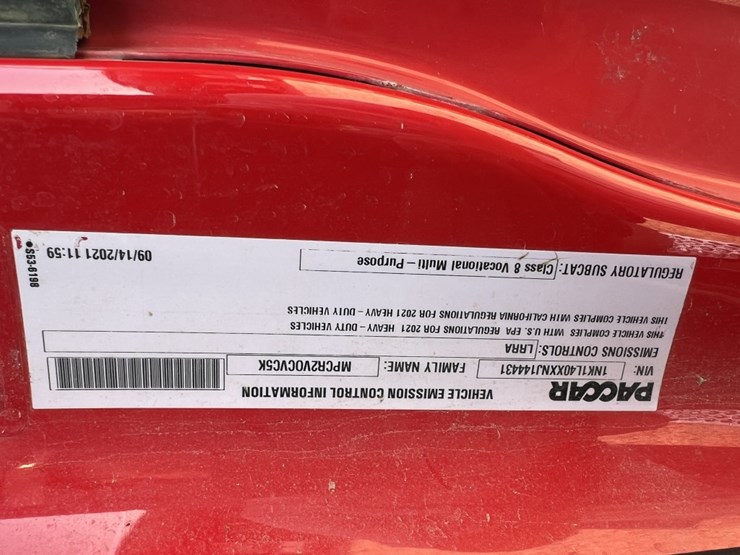 PACCAR VEHICLE EMISSION CONTROL INFORMATION
VIN: 1NK1L40XXNJ144431 FAMILY NAME: MPCR2VOCVC5K
EMISSIONS CONTROLS: LRRA
THIS VEHICLE COMPLIES WITH U.S. EPA REGULATIONS FOR 2021 HEAVY - DUTY VEHICLES
THIS VEHICLE COMPLIES WITH CALIFORNIA REGULATIONS FOR 2021 HEAVY - DUTY VEHICLES
REGULATORY SUBCAT: Class 8 Vocational Multi - Purpose 09/14/2021 11:59
S53-6198